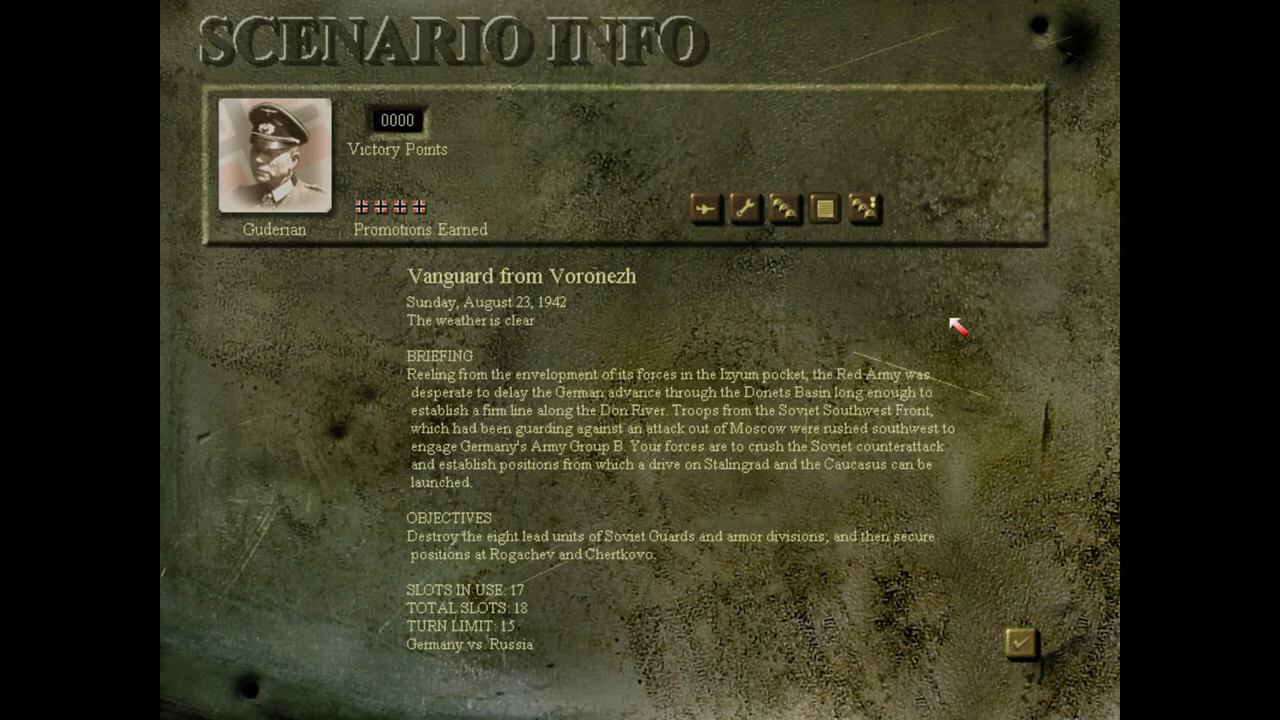 SCENARIO INFO
0000
Victory Points
Guderian
Promotions Earned
Vanguard from Voronezh
Sunday, August 23, 1942
The weather is clear
BRIEFING
Reeling from the envelopment of its forces in the Izyum pocket, the Red Army was
desperate to delay the German advance through the Donets Basin long enough to
establish a firm line along the Don River. Troops from the Soviet Southwest Front,
which had been guarding against an attack out of Moscow were rushed southwest to
engage Germany's Army Group B. Your forces are to crush the Soviet counterattack
and establish positions from which a drive on Stalingrad and the Caucasus can be
launched.
OBJECTIVES
Destroy the eight lead units of Soviet Guards and armor divisions, and then secure
positions at Rogachev and Chertkovo.
SLOTS IN USE: 17
TOTAL SLOTS: 18
TURN LIMIT: 15
Germany vs. Russia